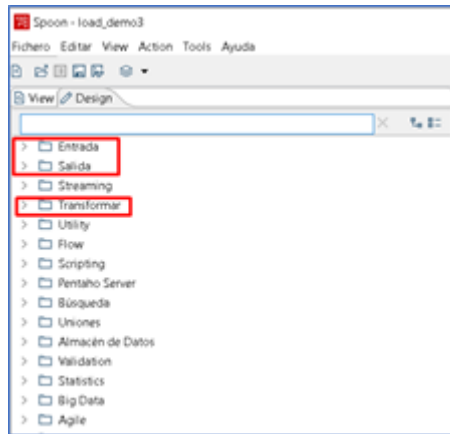 Spoon - load_demo3
Fichero Editar View Action Tools Ayuda
View Design
Entrada
Salida
Streaming
Transformar
Utility
Flow
Scripting
Pentaho Server
Búsqueda
Uniones
Almacén de Datos
Validation
Statistics
Big Data
Agile